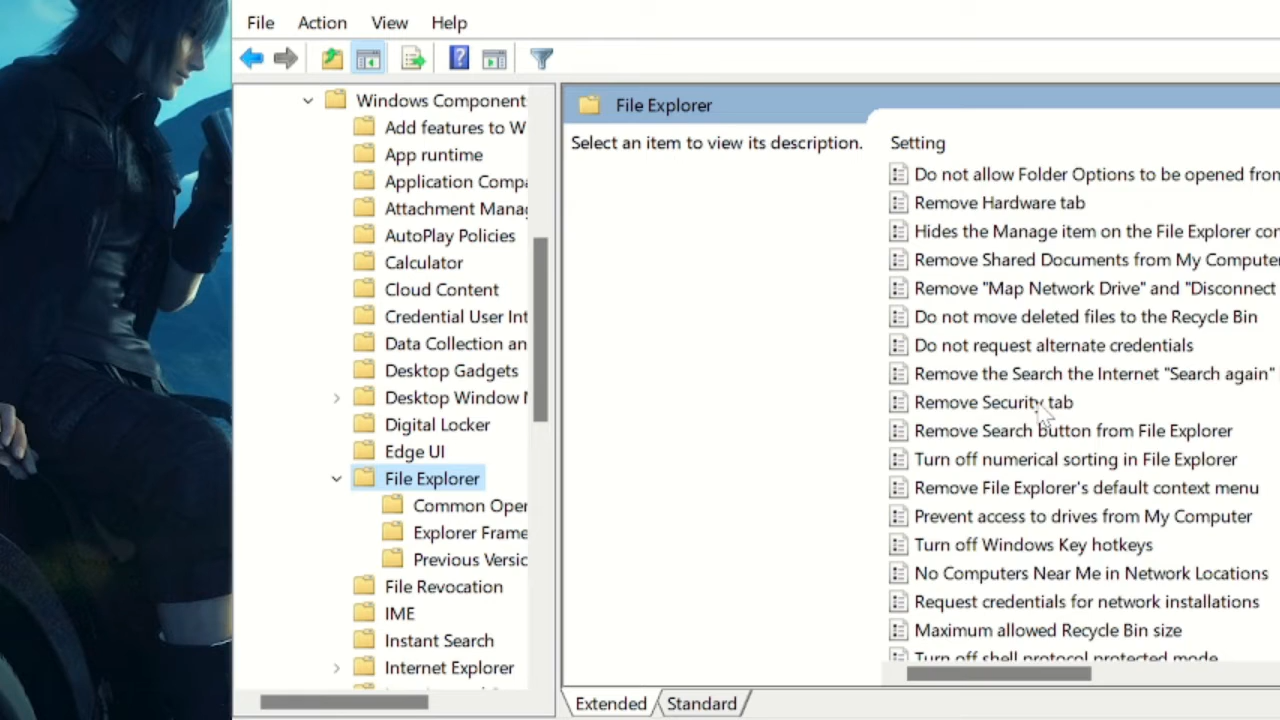 File Action View Help
Windows Component
Add features to W
App runtime
Application Compa
Attachment Mana
AutoPlay Policies
Calculator
Cloud Content
Credential User Int
Data Collection an
Desktop Gadgets
Desktop Window
Digital Locker
Edge UI
File Explorer
Common Oper
Explorer Frame
Previous Versic
File Revocation
IME
Instant Search
Internet Explorer
File Explorer
Select an item to view its description.
Setting
Do not allow Folder Options to be opened from
Remove Hardware tab
Hides the Manage item on the File Explorer con
Remove Shared Documents from My Computer
Remove "Map Network Drive" and "Disconnect
Do not move deleted files to the Recycle Bin
Do not request alternate credentials
Remove the Search the Internet "Search again"
Remove Security tab
Remove Search button from File Explorer
Turn off numerical sorting in File Explorer
Remove File Explorer's default context menu
Prevent access to drives from My Computer
Turn off Windows Key hotkeys
No Computers Near Me in Network Locations
Request credentials for network installations
Maximum allowed Recycle Bin size
Turn off shell protocol protected mode
Extended Standard